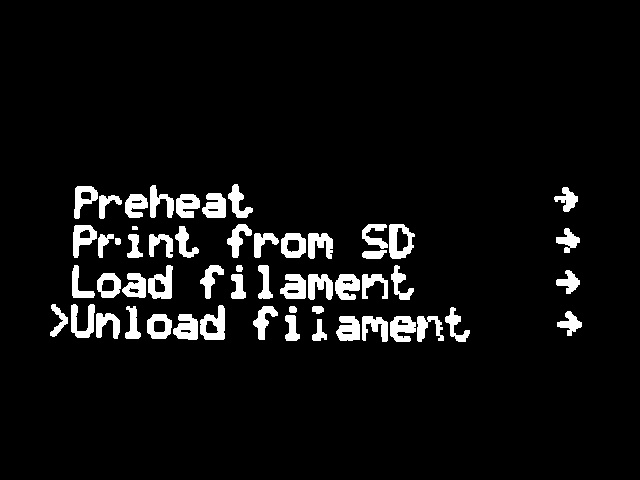 Preheat →
Print from SD →
Load filament →
>Unload filament →